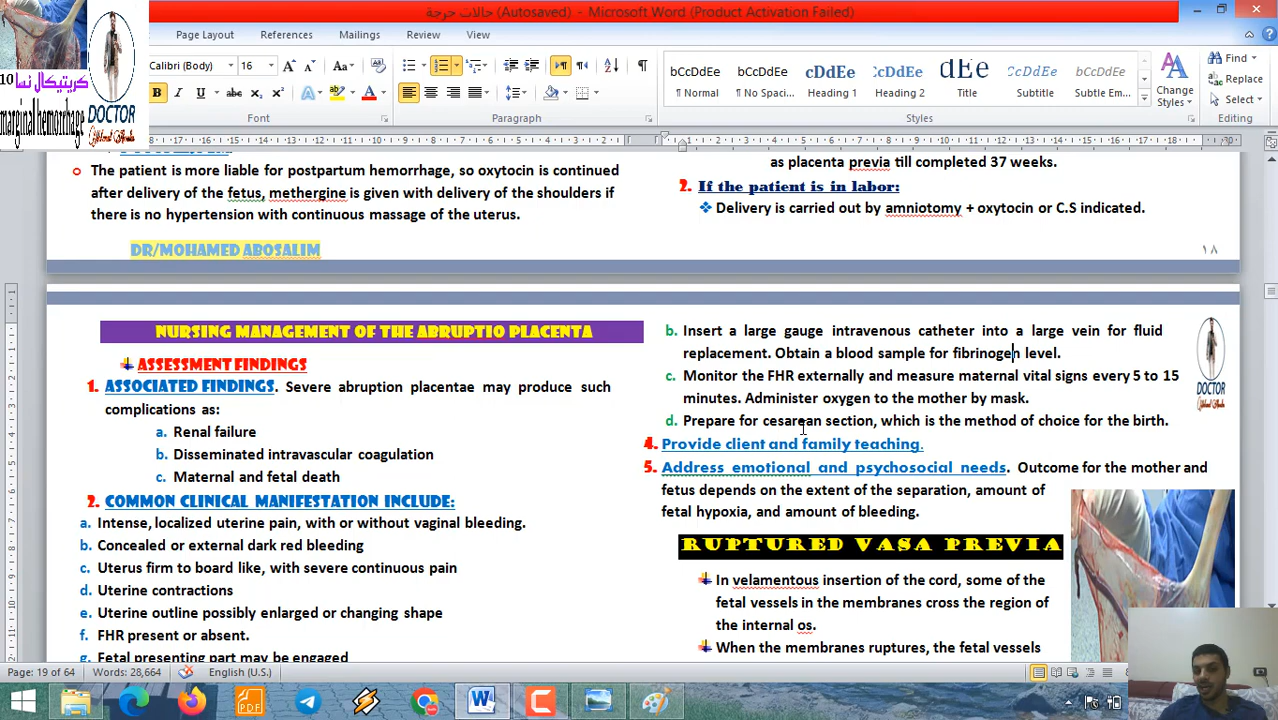 حالات حرجة (Autosaved) - Microsoft Word (Product Activation Failed)
Page Layout References Mailings Review View
Calibri (Body) 16
Font
Paragraph
AaBbCcDdEe
¶ Normal ¶ No Spaci... Heading 1 Heading 2 Title Subtitle Subtle Em...
Change Styles
Styles
Find
Replace
Select
Editing
10
كريتيكال نسا
marginal hemorrhage
DOCTOR
The patient is more liable for postpartum hemorrhage, so oxytocin is continued
after delivery of the fetus, methergine is given with delivery of the shoulders if
there is no hypertension with continuous massage of the uterus.
DR/MOHAMED ABOSALIM
as placenta previa till completed 37 weeks.
2. If the patient is in labor:
Delivery is carried out by amniotomy + oxytocin or C.S indicated.
١٨
NURSING MANAGEMENT OF THE ABRUPTIO PLACENTA
ASSESSMENT FINDINGS
1. ASSOCIATED FINDINGS. Severe abruption placentae may produce such
complications as:
a. Renal failure
b. Disseminated intravascular coagulation
c. Maternal and fetal death
2. COMMON CLINICAL MANIFESTATION INCLUDE:
a. Intense, localized uterine pain, with or without vaginal bleeding.
b. Concealed or external dark red bleeding
c. Uterus firm to board like, with severe continuous pain
d. Uterine contractions
e. Uterine outline possibly enlarged or changing shape
f. FHR present or absent.
g. Fetal presenting part may be engaged
b. Insert a large gauge intravenous catheter into a large vein for fluid
replacement. Obtain a blood sample for fibrinogen level.
c. Monitor the FHR externally and measure maternal vital signs every 5 to 15
minutes. Administer oxygen to the mother by mask.
d. Prepare for cesarean section, which is the method of choice for the birth.
4. Provide client and family teaching.
5. Address emotional and psychosocial needs. Outcome for the mother and
fetus depends on the extent of the separation, amount of
fetal hypoxia, and amount of bleeding.
RUPTURED VASA PREVIA
In velamentous insertion of the cord, some of the
fetal vessels in the membranes cross the region of
the internal os.
When the membranes ruptures, the fetal vessels
DOCTOR
Page: 19 of 64 Words: 28,664 English (U.S.)